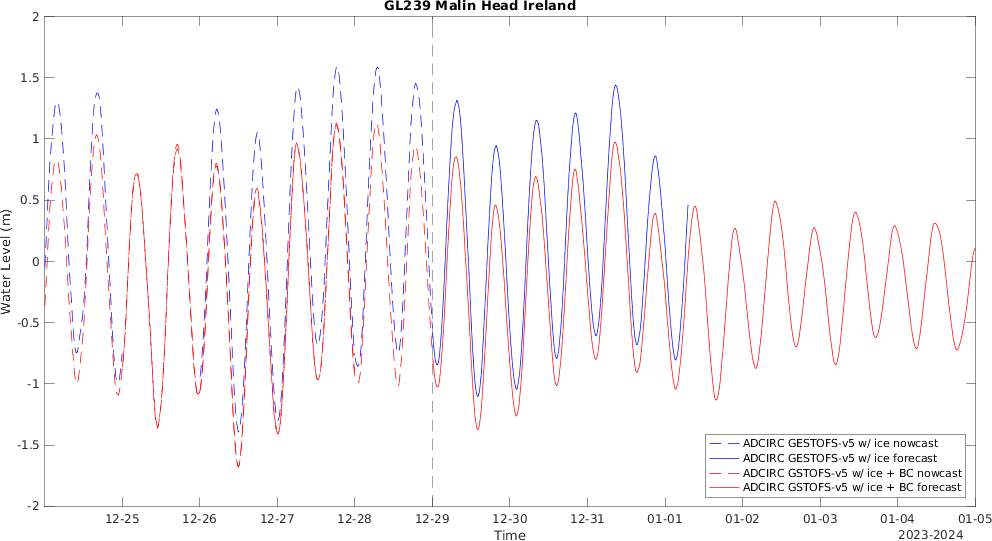 GL239 Malin Head Ireland
2
1.5
1
0.5
0
-0.5
-1
-1.5
-2
Water Level (m)
12-25 12-26 12-27 12-28 12-29 12-30 12-31 01-01 01-02 01-03 01-04 01-05
Time
2023-2024
ADCIRC GESTOFS-v5 w/ ice nowcast
ADCIRC GESTOFS-v5 w/ ice forecast
ADCIRC GSTOFS-v5 w/ ice + BC nowcast
ADCIRC GSTOFS-v5 w/ ice + BC forecast